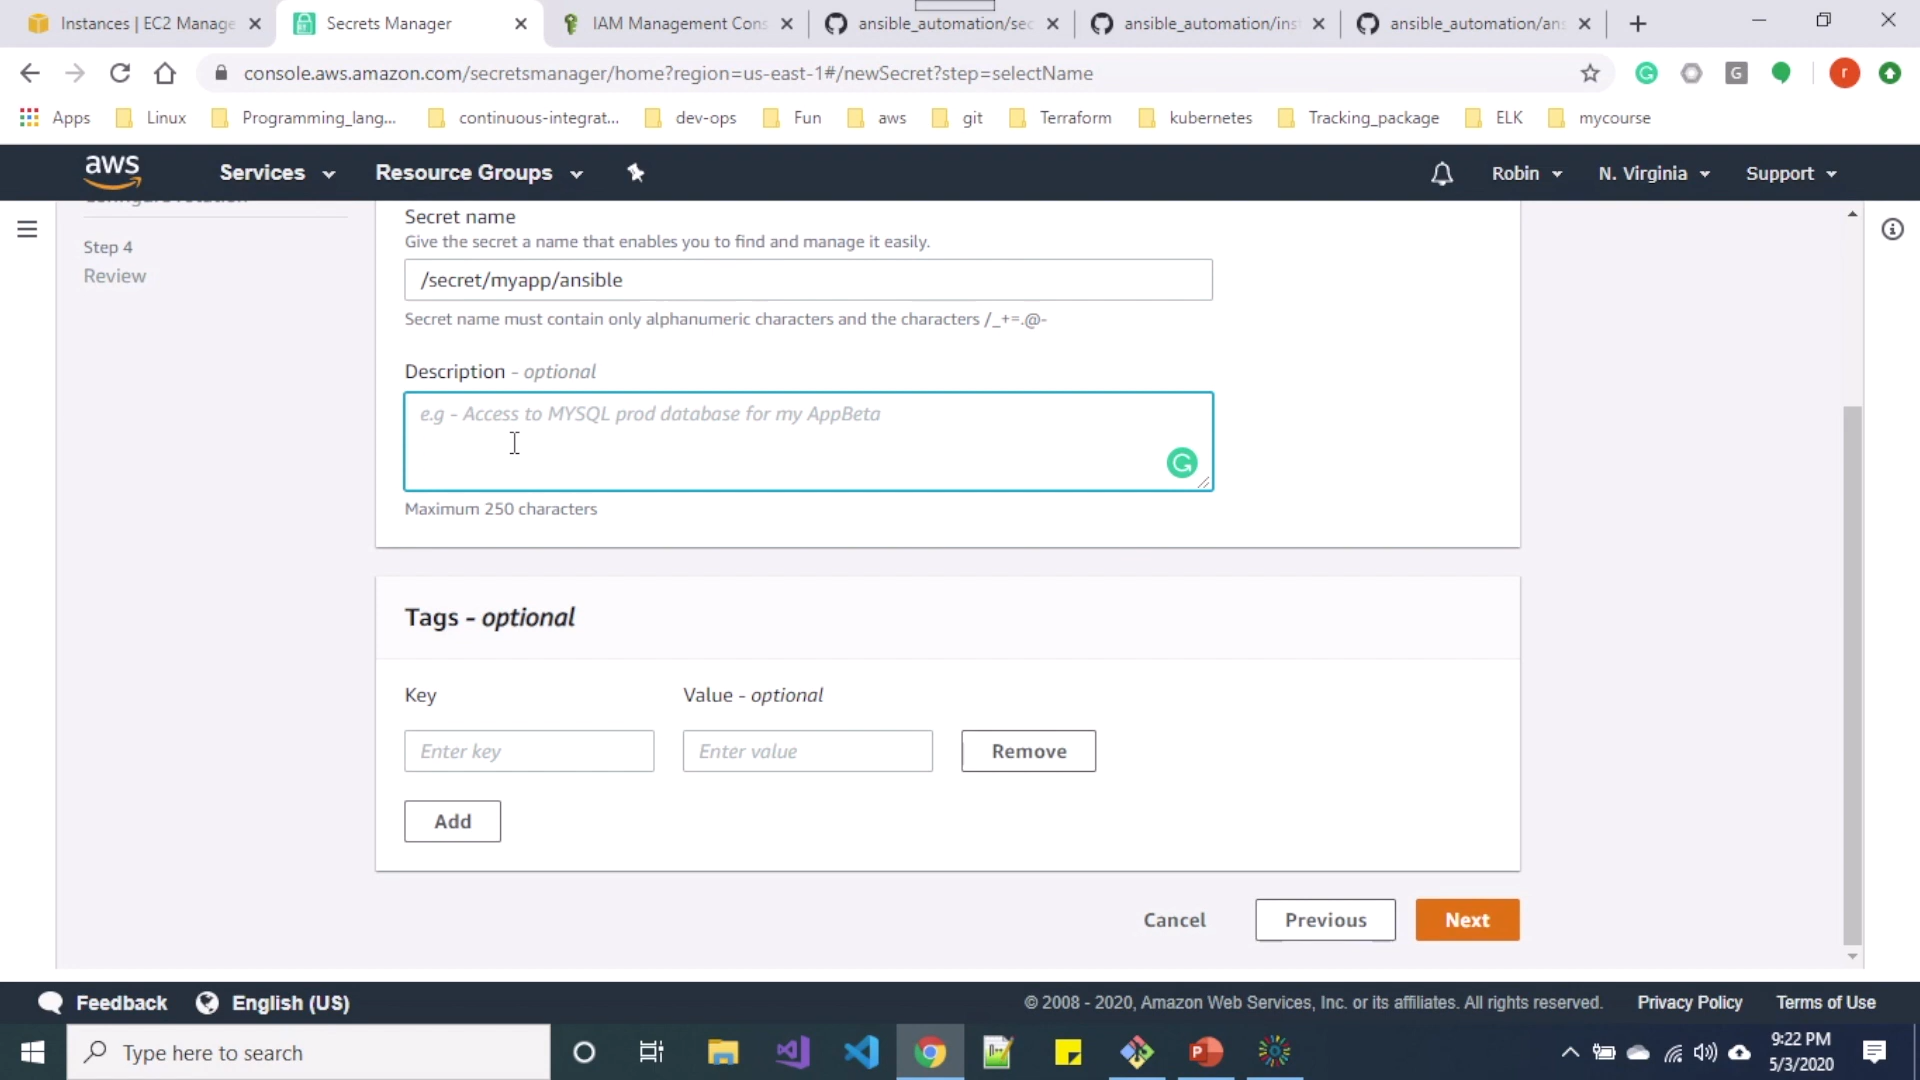 Instances | EC2 Manage
Secrets Manager
IAM Management Cons
ansible_automation/sec
ansible_automation/ins
ansible_automation/ans
console.aws.amazon.com/secretsmanager/home?region=us-east-1#/newSecret?step=selectName
G
r
Apps
Linux
Programming_lang...
continuous-integrat...
dev-ops
Fun
aws
git
Terraform
kubernetes
Tracking_package
ELK
mycourse
aws
Services
Resource Groups
Robin
N. Virginia
Support
Configure rotation
Step 4
Review
Secret name
Give the secret a name that enables you to find and manage it easily.
/secret/myapp/ansible
Secret name must contain only alphanumeric characters and the characters /_+=.@-
Description - optional
e.g - Access to MYSQL prod database for my AppBeta
Maximum 250 characters
Tags - optional
Key
Value - optional
Enter key
Enter value
Remove
Add
Cancel
Previous
Next
Feedback
English (US)
© 2008 - 2020, Amazon Web Services, Inc. or its affiliates. All rights reserved.
Privacy Policy
Terms of Use
Type here to search
9:22 PM
5/3/2020